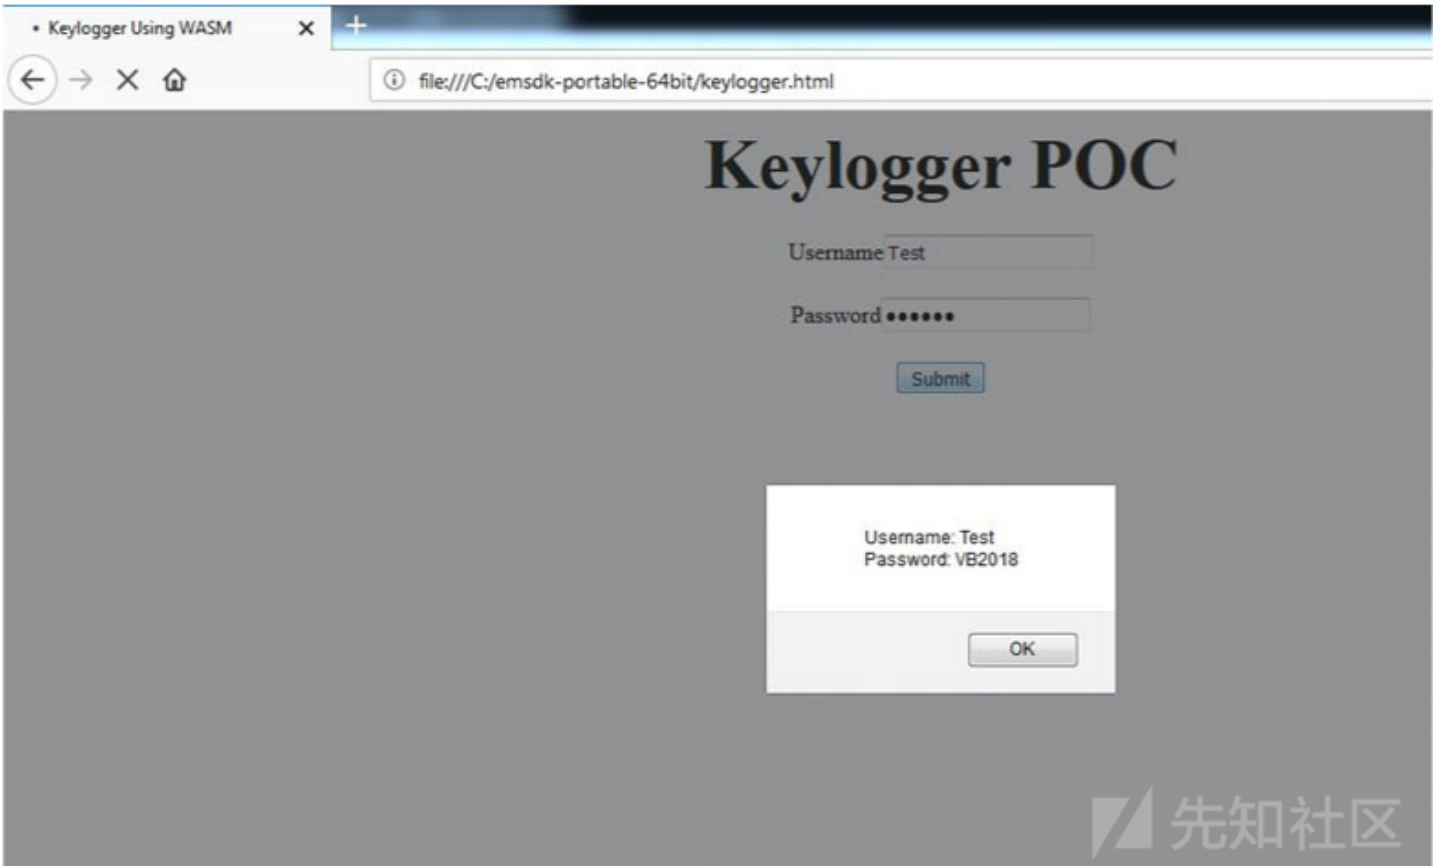 Keylogger Using WASM
file:///C:/emsdk-portable-64bit/keylogger.html
Keylogger POC
Username Test
Password ••••••
Submit
Username: Test
Password: VB2018
OK
先知社区